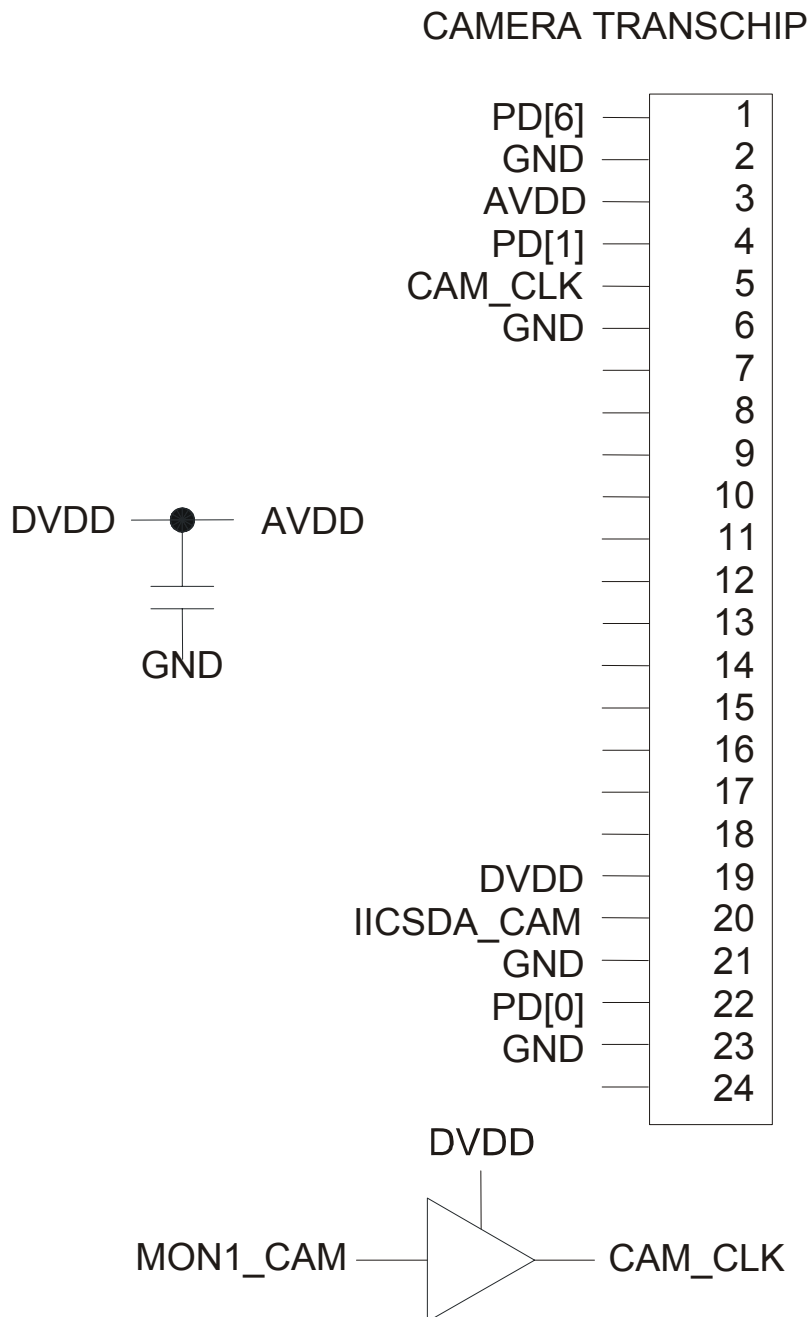 CAMERA TRANSCHIP
PD[6] 1
GND 2
AVDD 3
PD[1] 4
CAM_CLK 5
GND 6
7
8
9
10
DVDD AVDD
11
12
13
GND 14
15
16
17
18
DVDD 19
IICSDA_CAM 20
GND 21
PD[0] 22
GND 23
24
DVDD
MON1_CAM CAM_CLK